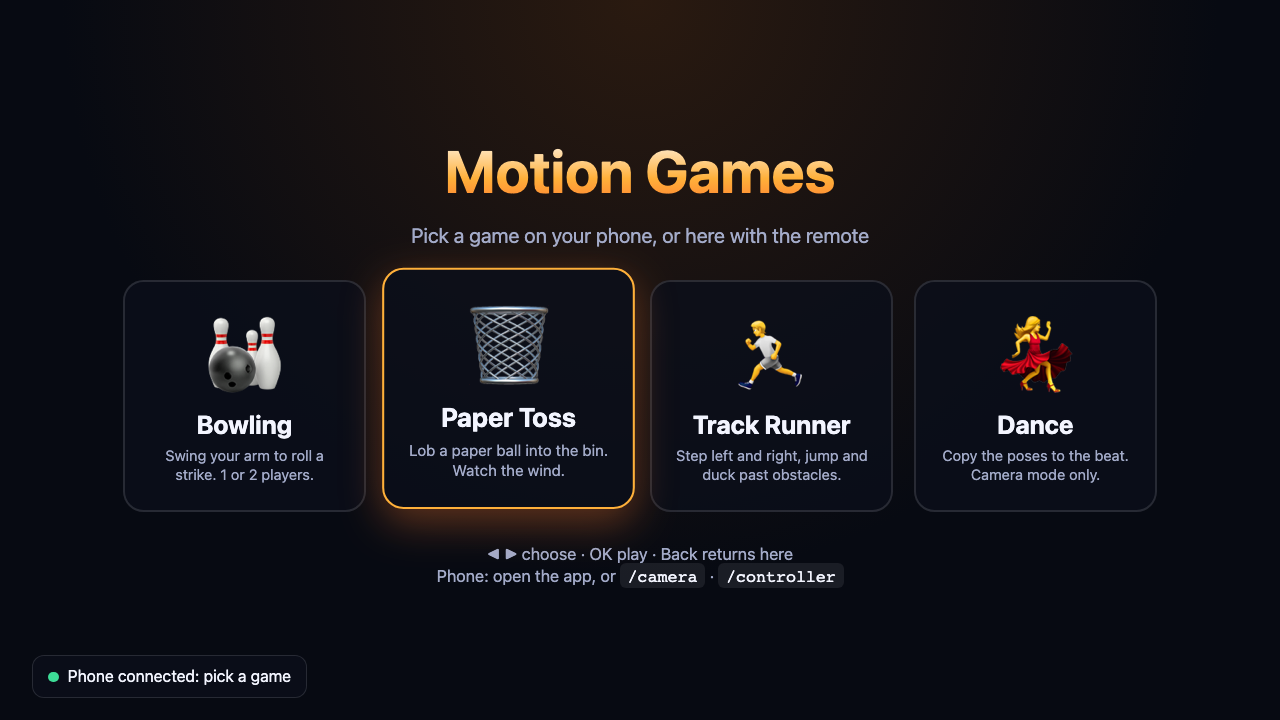 Motion Games
Pick a game on your phone, or here with the remote
Bowling
Swing your arm to roll a
strike. 1 or 2 players.
Paper Toss
Lob a paper ball into the bin.
Watch the wind.
Track Runner
Step left and right, jump and
duck past obstacles.
Dance
Copy the poses to the beat.
Camera mode only.
◀ ▶ choose · OK play · Back returns here
Phone: open the app, or /camera · /controller
Phone connected: pick a game